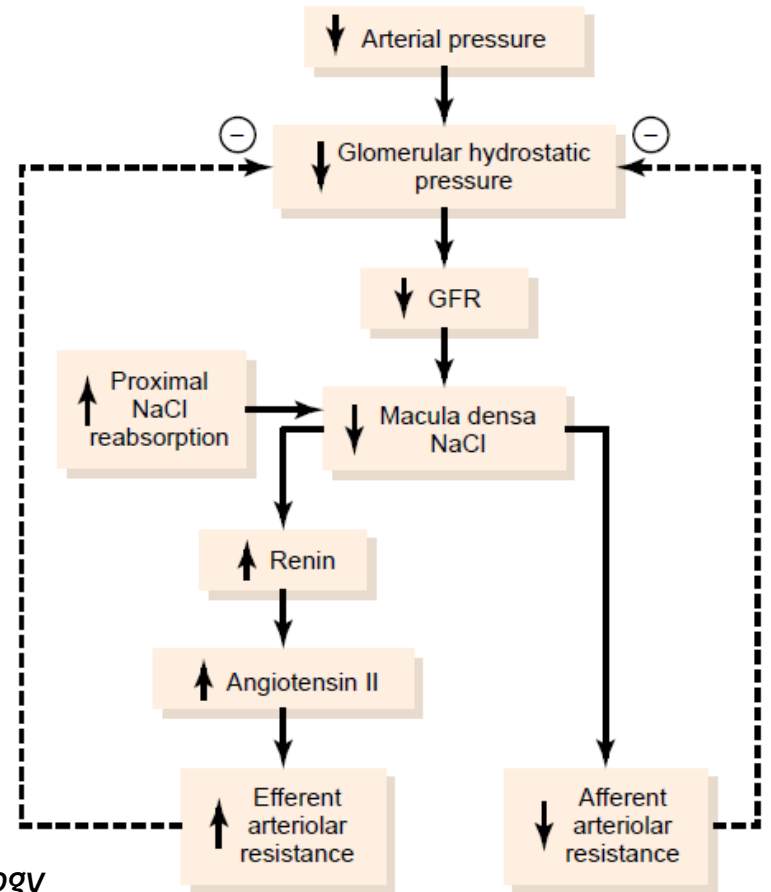 Arterial pressure
−
−
Glomerular hydrostatic
pressure
GFR
Proximal
NaCl
reabsorption
Macula densa
NaCl
Renin
Angiotensin II
Efferent
arteriolar
resistance
Afferent
arteriolar
resistance